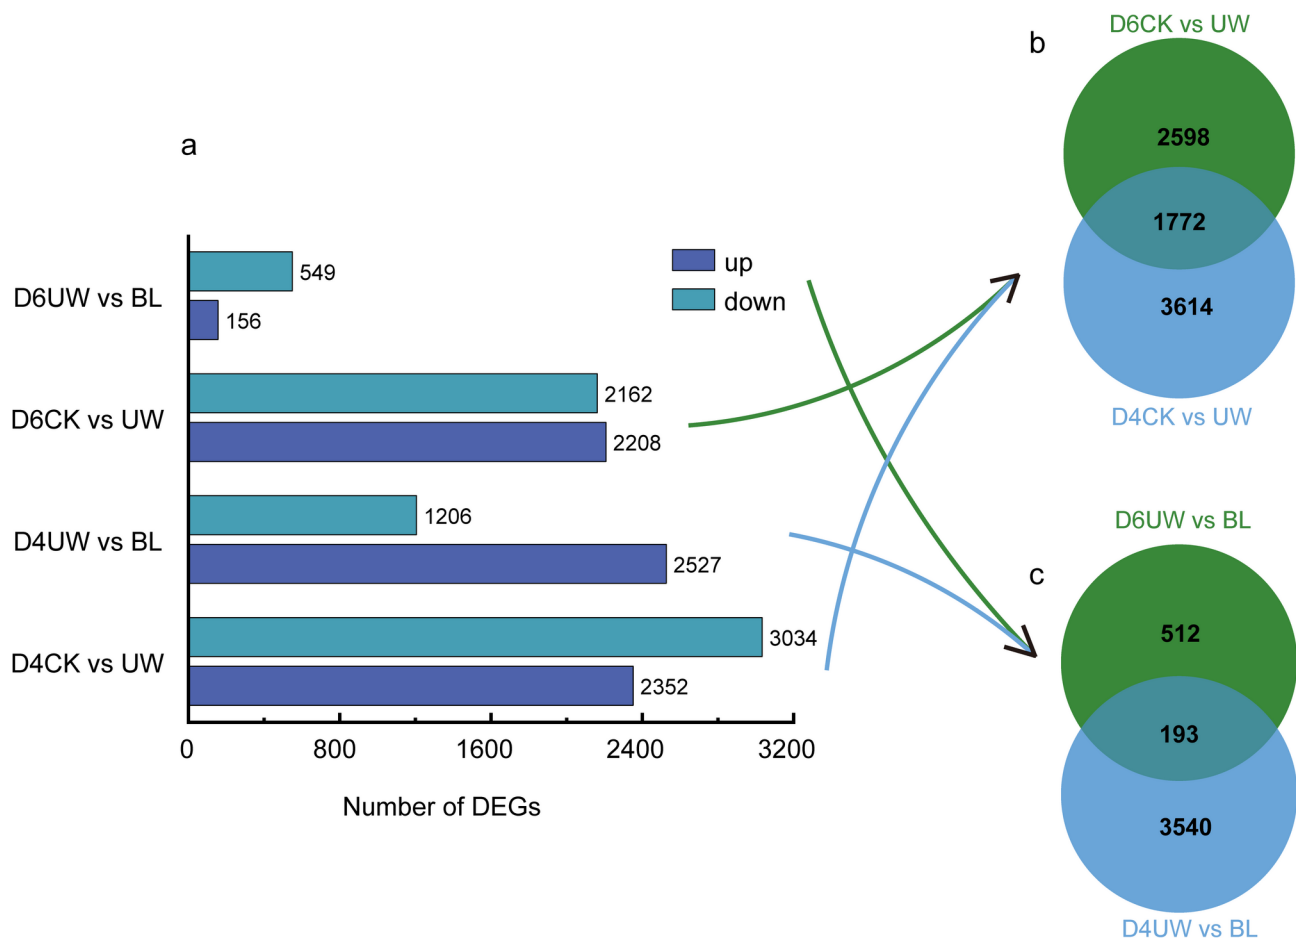 a
D6UW vs BL
549
156
D6CK vs UW
2162
2208
D4UW vs BL
1206
2527
D4CK vs UW
3034
2352
up
down
0 800 1600 2400 3200
Number of DEGs
b
D6CK vs UW
2598
1772
3614
D4CK vs UW
c
D6UW vs BL
512
193
3540
D4UW vs BL